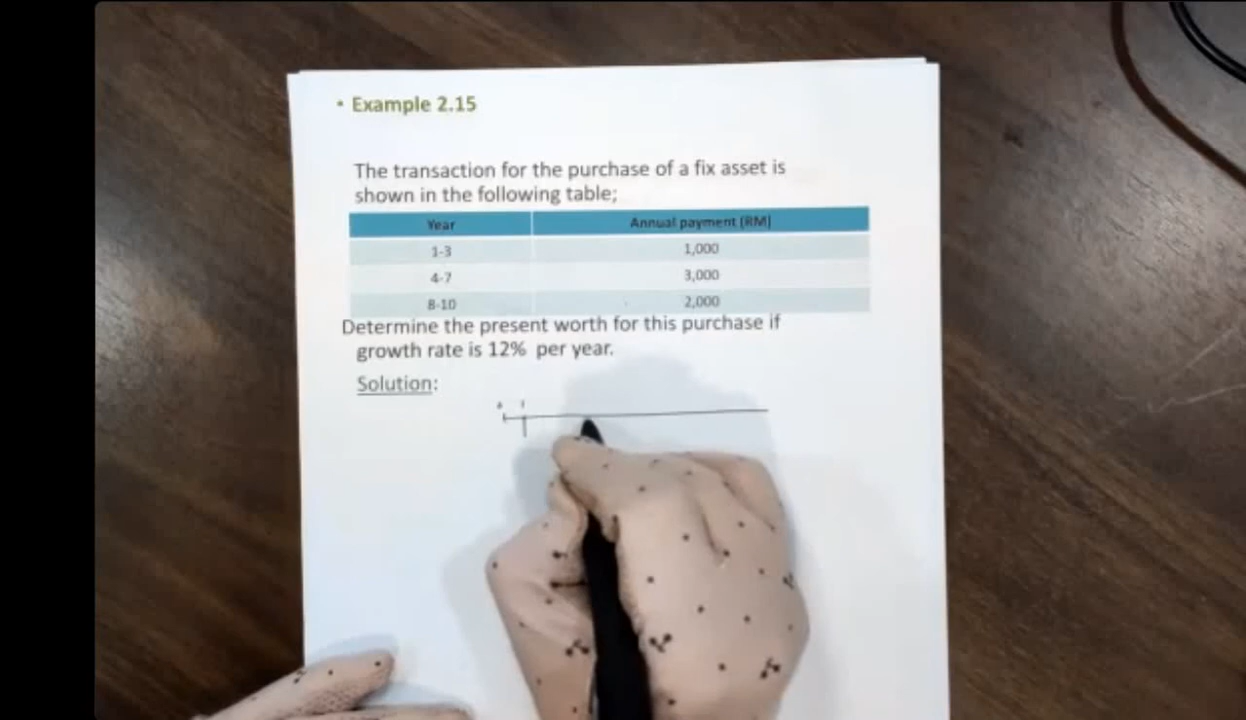 • Example 2.15
The transaction for the purchase of a fix asset is
shown in the following table;
Year Annual payment (RM)
1-3 1,000
4-7 3,000
8-10 2,000
Determine the present worth for this purchase if
growth rate is 12% per year.
Solution: